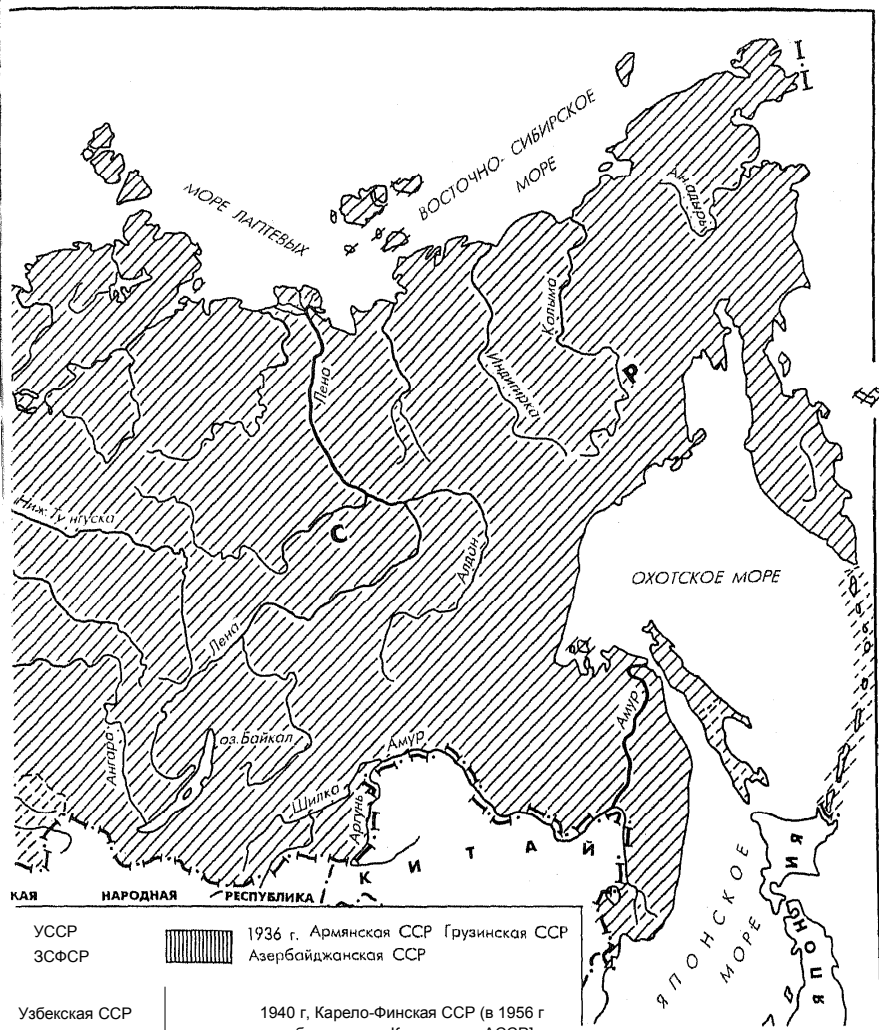 МОРЕ ЛАПТЕВЫХ
ВОСТОЧНО- СИБИРСКОЕ
МОРЕ
Анадырь
Колыма
Индигирка
Р
Лена
Ниж. Тунгуска
С
Алдан
ОХОТСКОЕ МОРЕ
Лена
Амур
Ангара
оз. Байкал
Амур
Шилка
Аргунь
КИТАЙ
КАЯ НАРОДНАЯ РЕСПУБЛИКА
ЯПОНСКОЕ
МОРЕ
ЯПОНИЯ
УССР
ЗСФСР
1936 г. Армянская ССР Грузинская ССР
Азербайджанская ССР
Узбекская ССР
1940 г, Карело-Финская ССР (в 1956 г